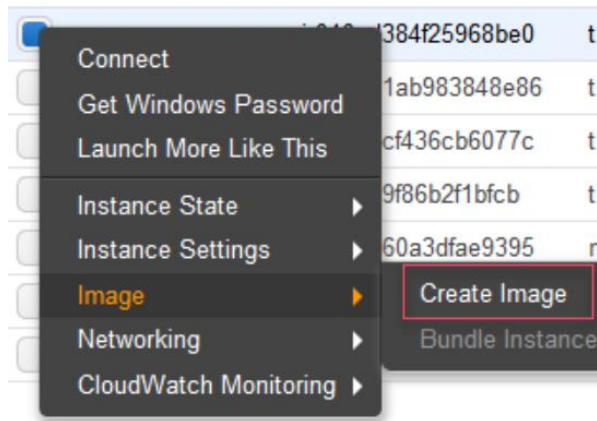 384f25968be0 t
Connect
1ab983848e86 t
Get Windows Password
Launch More Like This
cf436cb6077c t
Instance State
9f86b2f1bfcb t
Instance Settings
60a3dfae9395
Image
Create Image
Networking
Bundle Instance
CloudWatch Monitoring